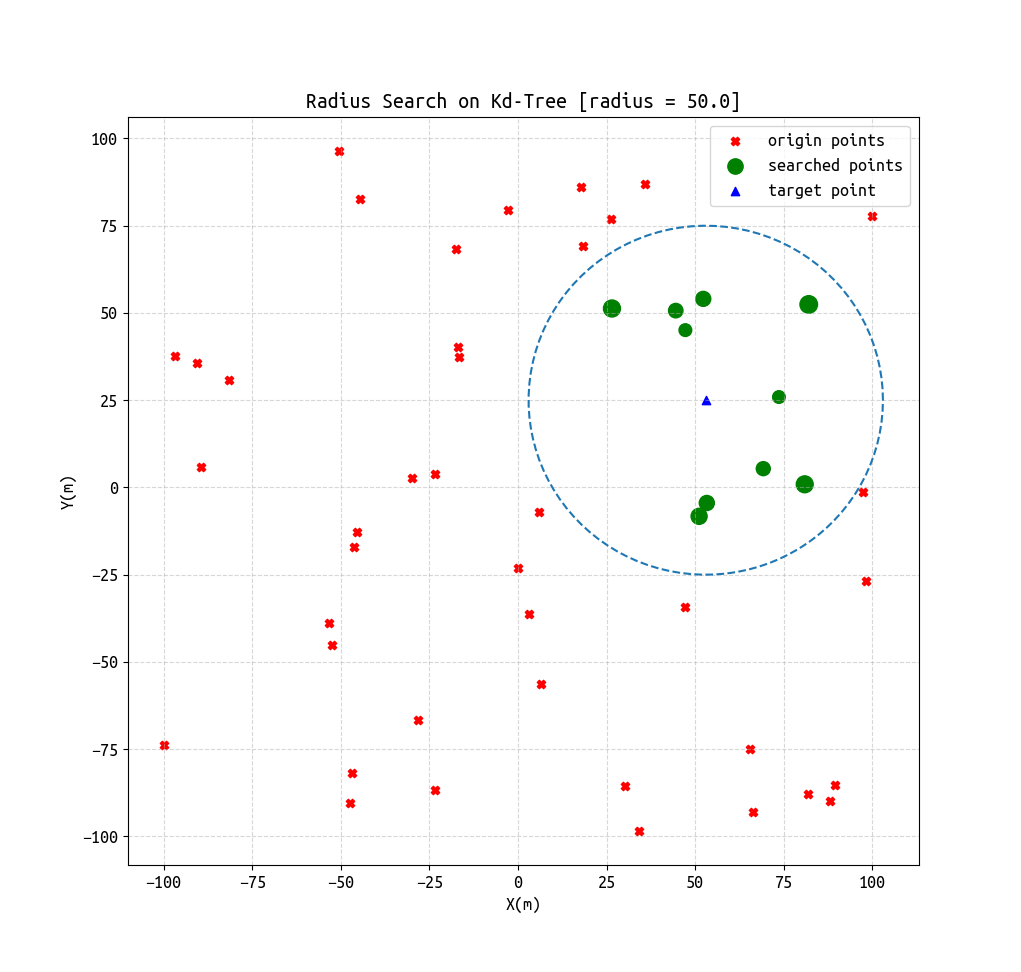 Radius Search on Kd-Tree [radius = 50.0]
origin points
searched points
target point
100
75
50
25
0
−25
−50
−75
−100
Y(m)
−100 −75 −50 −25 0 25 50 75 100
X(m)